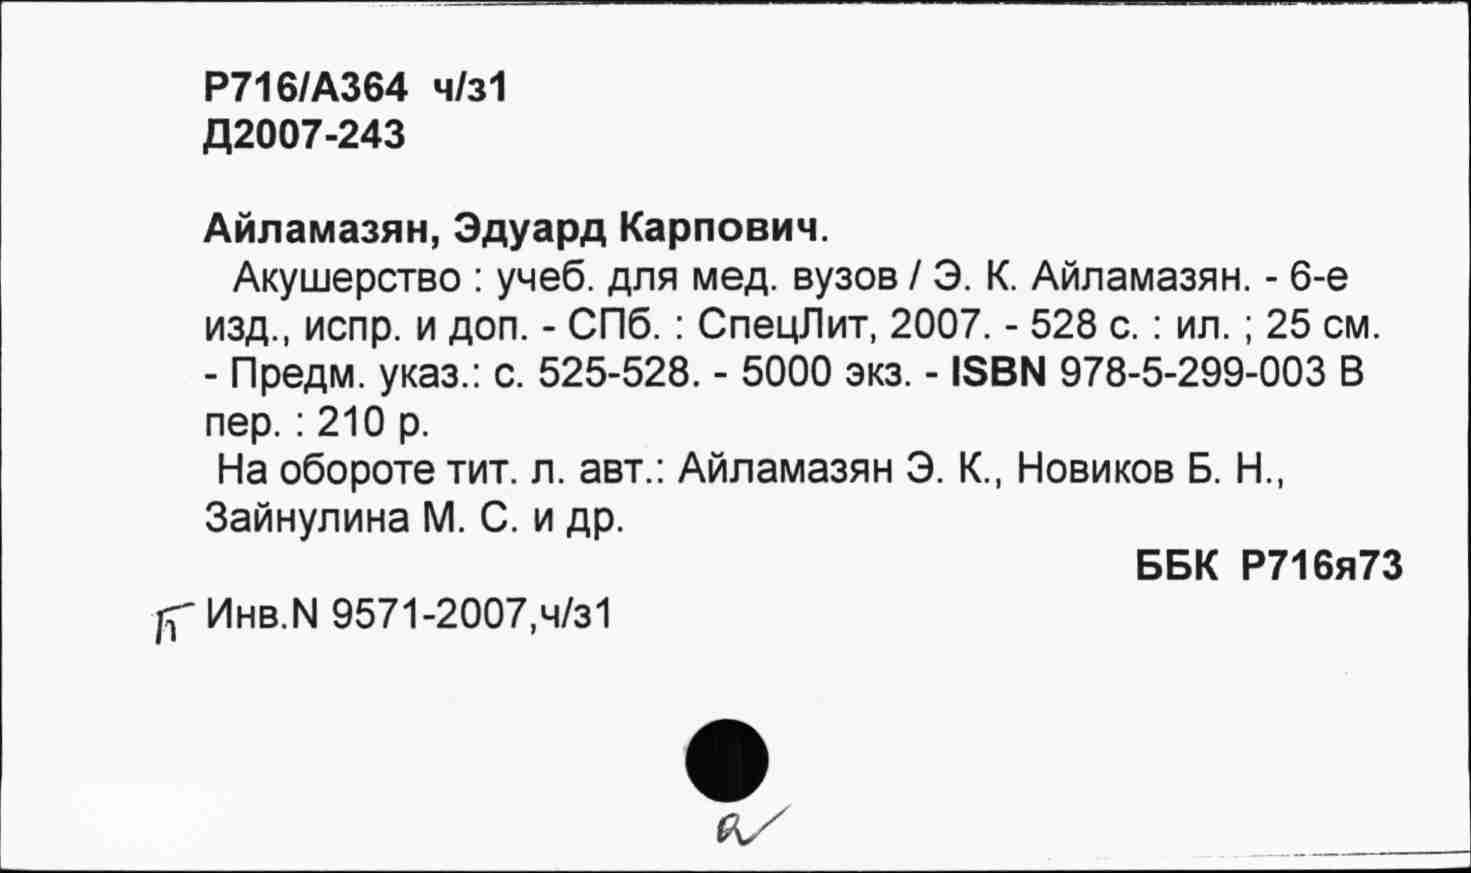 Р716/А364 ч/з1
Д2007-243
Айламазян, Эдуард Карпович.
Акушерство : учеб. для мед. вузов / Э. К. Айламазян. - 6-е
изд., испр. и доп. - СПб. : СпецЛит, 2007. - 528 с. : ил. ; 25 см.
- Предм. указ.: с. 525-528. - 5000 экз. - ISBN 978-5-299-003 В
пер. : 210 р.
На обороте тит. л. авт.: Айламазян Э. К., Новиков Б. Н.,
Зайнулина М. С. и др.
ББК Р716я73
Инв.N 9571-2007,ч/з1